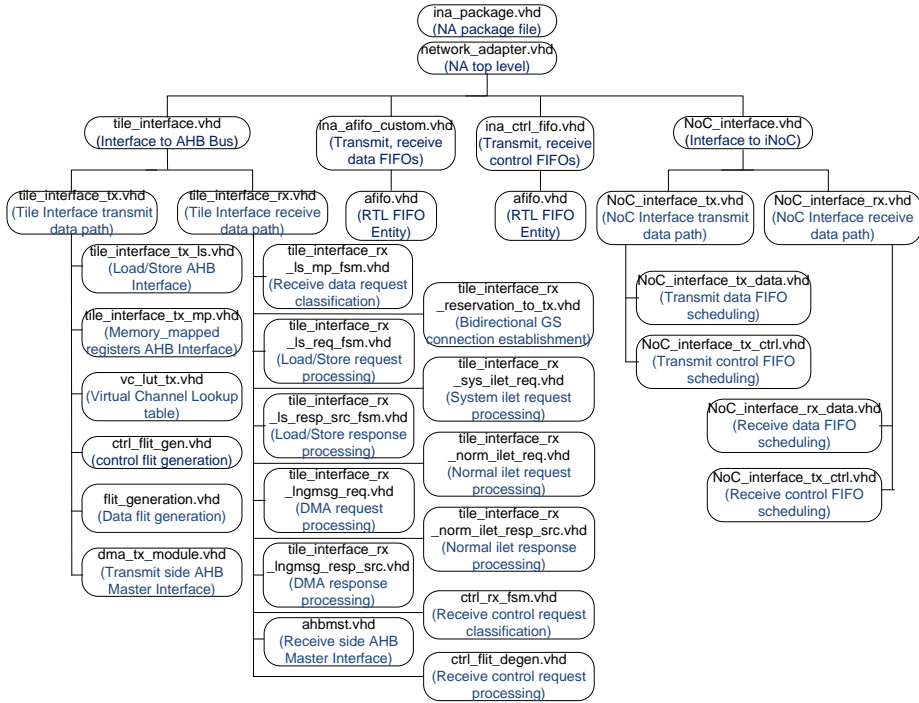 ina_package.vhd
(NA package file)
network_adapter.vhd
(NA top level)
tile_interface.vhd
(Interface to AHB Bus)
ina_afifo_custom.vhd
(Transmit, receive
data FIFOs)
ina_ctrl_fifo.vhd
(Transmit, receive
control FIFOs)
NoC_interface.vhd
(Interface to iNoC)
tile_interface_tx.vhd
(Tile Interface transmit
data path)
tile_interface_rx.vhd
(Tile Interface receive
data path)
afifo.vhd
(RTL FIFO
Entity)
afifo.vhd
(RTL FIFO
Entity)
NoC_interface_tx.vhd
(NoC Interface transmit
data path)
NoC_interface_rx.vhd
(NoC Interface receive
data path)
tile_interface_tx_ls.vhd
(Load/Store AHB
Interface)
tile_interface_tx_mp.vhd
(Memory_mapped
registers AHB Interface)
vc_lut_tx.vhd
(Virtual Channel Lookup
table)
ctrl_flit_gen.vhd
(control flit generation)
flit_generation.vhd
(Data flit generation)
dma_tx_module.vhd
(Transmit side AHB
Master Interface)
tile_interface_rx
_ls_mp_fsm.vhd
(Receive data request
classification)
tile_interface_rx
_ls_req_fsm.vhd
(Load/Store request
processing)
tile_interface_rx
_ls_resp_src_fsm.vhd
(Load/Store response
processing)
tile_interface_rx
_lngmsg_req.vhd
(DMA request
processing)
tile_interface_rx
_lngmsg_resp_src.vhd
(DMA response
processing)
ahbmst.vhd
(Receive side AHB
Master Interface)
tile_interface_rx
_reservation_to_tx.vhd
(Bidirectional GS
connection establishment)
tile_interface_rx
_sys_ilet_req.vhd
(System ilet request
processing)
tile_interface_rx
_norm_ilet_req.vhd
(Normal ilet request
processing)
tile_interface_rx
_norm_ilet_resp_src.vhd
(Normal ilet response
processing)
ctrl_rx_fsm.vhd
(Receive control request
classification)
ctrl_flit_degen.vhd
(Receive control request
processing)
NoC_interface_tx_data.vhd
(Transmit data FIFO
scheduling)
NoC_interface_tx_ctrl.vhd
(Transmit control FIFO
scheduling)
NoC_interface_rx_data.vhd
(Receive data FIFO
scheduling)
NoC_interface_tx_ctrl.vhd
(Receive control FIFO
scheduling)